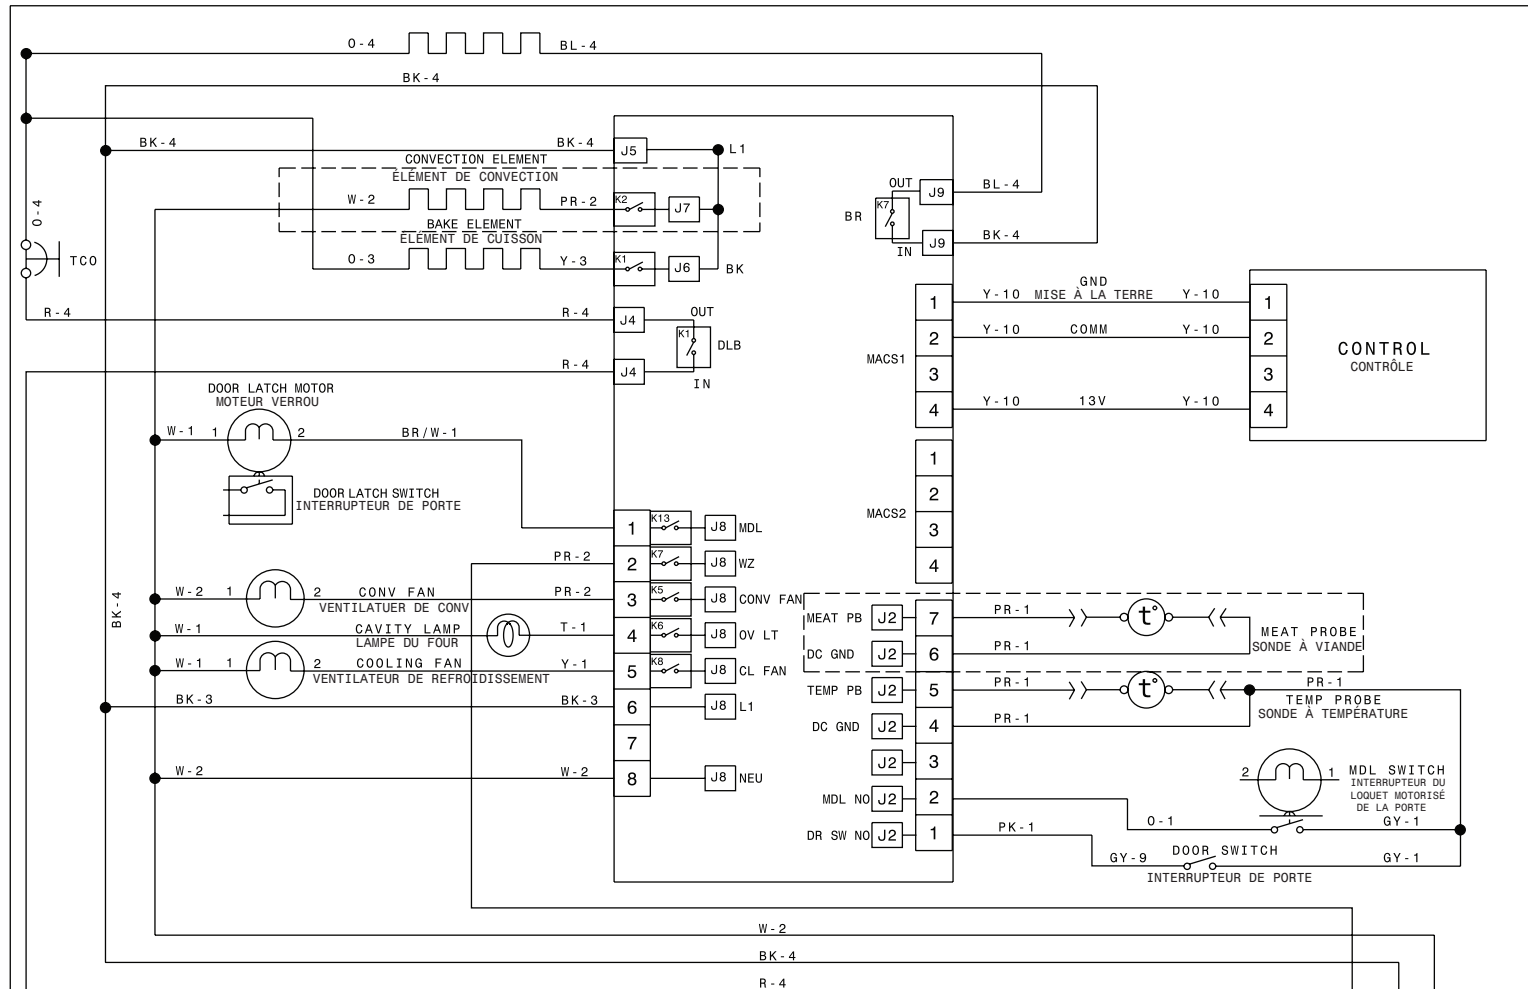 O-4 BL-4
BK-4
BK-4 BK-4 J5 L1
CONVECTION ELEMENT
ÉLÉMENT DE CONVECTION
W-2 PR-2 K2 J7
BAKE ELEMENT
ÉLÉMENT DE CUISSON
O-3 Y-3 K1 J6 BK
O-4
TCO
OUT J9 BL-4
BR K7
IN J9 BK-4
R-4 R-4 J4 OUT
K1 DLB
R-4 J4 IN
GND
1 Y-10 MISE À LA TERRE Y-10 1
2 Y-10 COMM Y-10 2
MACS1
3 3
4 Y-10 13V Y-10 4
CONTROL
CONTRÔLE
DOOR LATCH MOTOR
MOTEUR VERROU
W-1 1 2 BR/W-1
DOOR LATCH SWITCH
INTERRUPTEUR DE PORTE
1
2
MACS2
3
4
1 K13 J8 MDL
PR-2 2 K7 J8 WZ
W-2 1 2 CONV FAN PR-2 3 K5 J8 CONV FAN
VENTILATUER DE CONV
W-1 CAVITY LAMP T-1 4 K6 J8 OV LT
LAMPE DU FOUR
W-1 1 2 COOLING FAN Y-1 5 K8 J8 CL FAN
VENTILATEUR DE REFROIDISSEMENT
BK-4
BK-3 BK-3 6 J8 L1
7
W-2 W-2 8 J8 NEU
MEAT PB J2 7 PR-1 t°
MEAT PROBE
SONDE À VIANDE
DC GND J2 6 PR-1
TEMP PB J2 5 PR-1 t° PR-1
TEMP PROBE
SONDE À TEMPÉRATURE
DC GND J2 4 PR-1
J2 3
2 1 MDL SWITCH
INTERRUPTEUR DU
LOQUET MOTORISÉ
DE LA PORTE
MDL NO J2 2 O-1 GY-1
DR SW NO J2 1 PK-1
GY-9 DOOR SWITCH GY-1
INTERRUPTEUR DE PORTE
W-2
BK-4
R-4